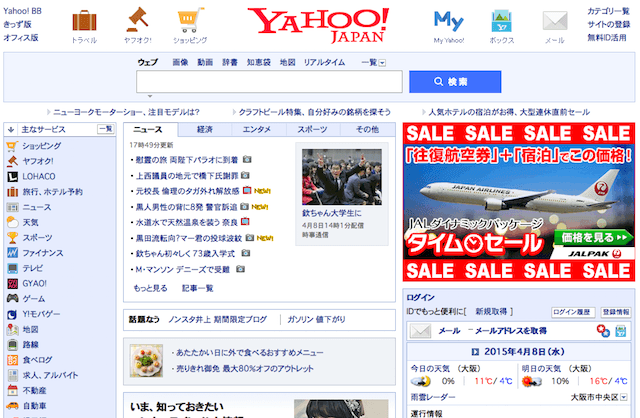 Yahoo! BB
きっず版
オフィス版
トラベル
ヤフオク!
ショッピング
YAHOO!
JAPAN
My
My Yahoo!
ボックス
メール
カテゴリ一覧
サイトの登録
無料ID活用
ウェブ 画像 動画 辞書 知恵袋 地図 リアルタイム 一覧
検索
ニューヨークモーターショー、注目モデルは?
クラフトビール特集、自分好みの銘柄を探そう
人気ホテルの宿泊がお得、大型連休直前セール
主なサービス 一覧
ショッピング
ヤフオク!
LOHACO
旅行、ホテル予約
ニュース
天気
スポーツ
ファイナンス
テレビ
GYAO!
ゲーム
Y!モバゲー
地図
路線
食べログ
求人、アルバイト
不動産
自動車
ニュース 経済 エンタメ スポーツ その他
17時49分更新
・慰霊の旅 両陛下パラオに到着
・上西議員の地元で橋下氏謝罪
・元校長 倫理のタガ外れ解放感 NEW!
・黒人男性の背に8発 警官訴追 NEW!
・水道水で天然温泉を装う 奈良
・黒田流転向?マー君の投球波紋 NEW!
・欽ちゃん初々しく 73歳入学式
・M・マンソン デニーズで受難
もっと見る 記事一覧
欽ちゃん大学生に
4月8日14時1分配信
時事通信
話題なう
ノンスタ井上 期間限定ブログ
ガソリン 値下がり
・あたたかい日に外で食べるおすすめメニュー
・売りきれ御免 最大80%オフのアウトレット
いま、知っておきたい
SALE SALE SALE SALE
「往復航空券」+「宿泊」でこの価格!
JAPAN AIRLINES
JALダイナミックパッケージ
タイムセール
価格を見る
JALPAK
SALE SALE SALE SALE
ログイン
IDでもっと便利に[ 新規取得 ]
ログイン履歴
登録情報
メール
メールアドレスを取得
2015年4月8日(水)
今日の天気 (大阪)
0% 11℃/4℃
明日の天気 (大阪)
10% 16℃/4℃
雨雲レーダー
大阪市中央区
運行情報